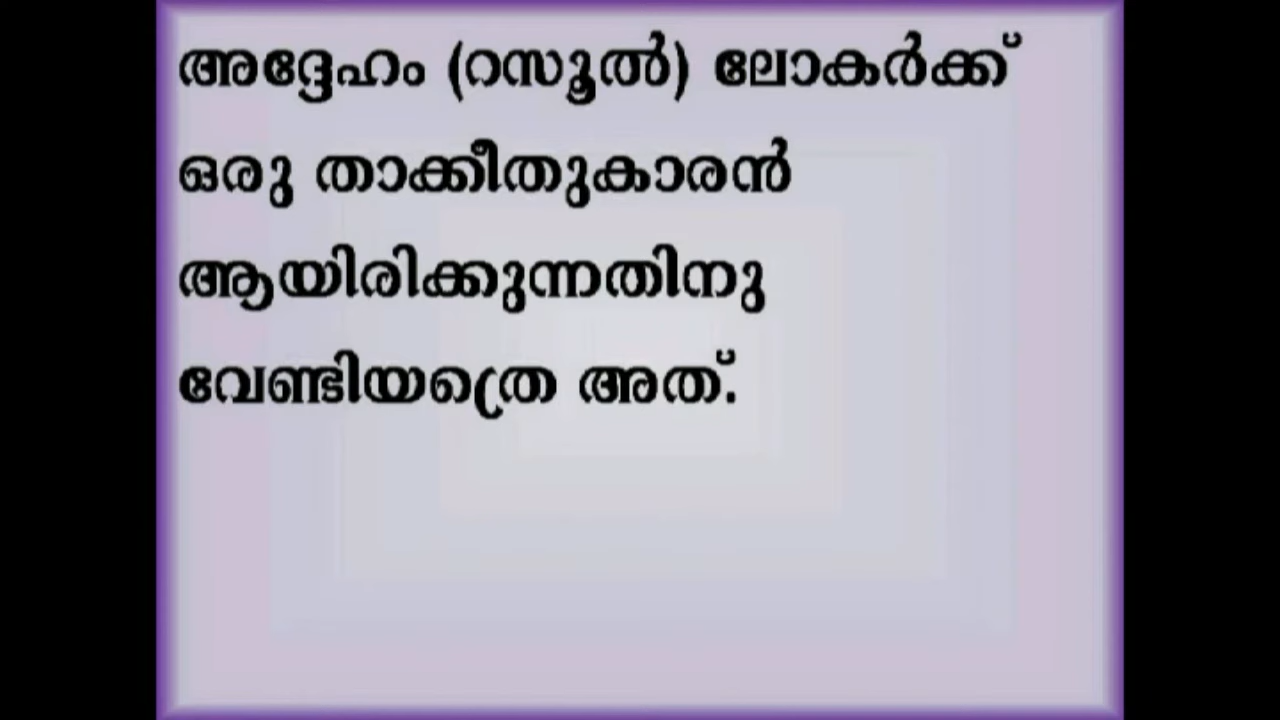 അദ്ദേഹം (റസൂൽ) ലോകർക്ക്
ഒരു താക്കീതുകാരൻ
ആയിരിക്കുന്നതിനു
വേണ്ടിയത്രെ അത്.